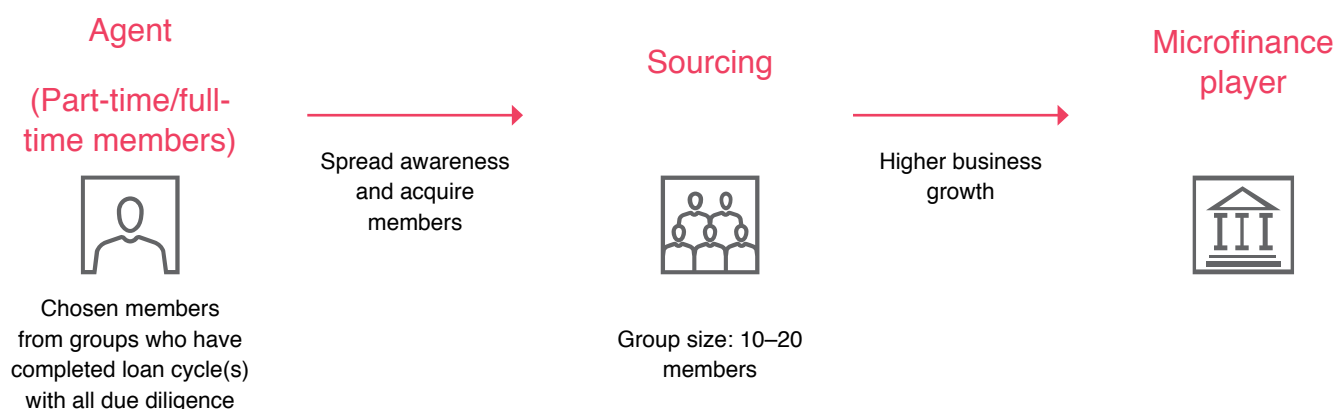 Agent
(Part-time/full-
time members)
Chosen members
from groups who have
completed loan cycle(s)
with all due diligence
Spread awareness
and acquire
members
Sourcing
Group size: 10–20
members
Higher business
growth
Microfinance
player